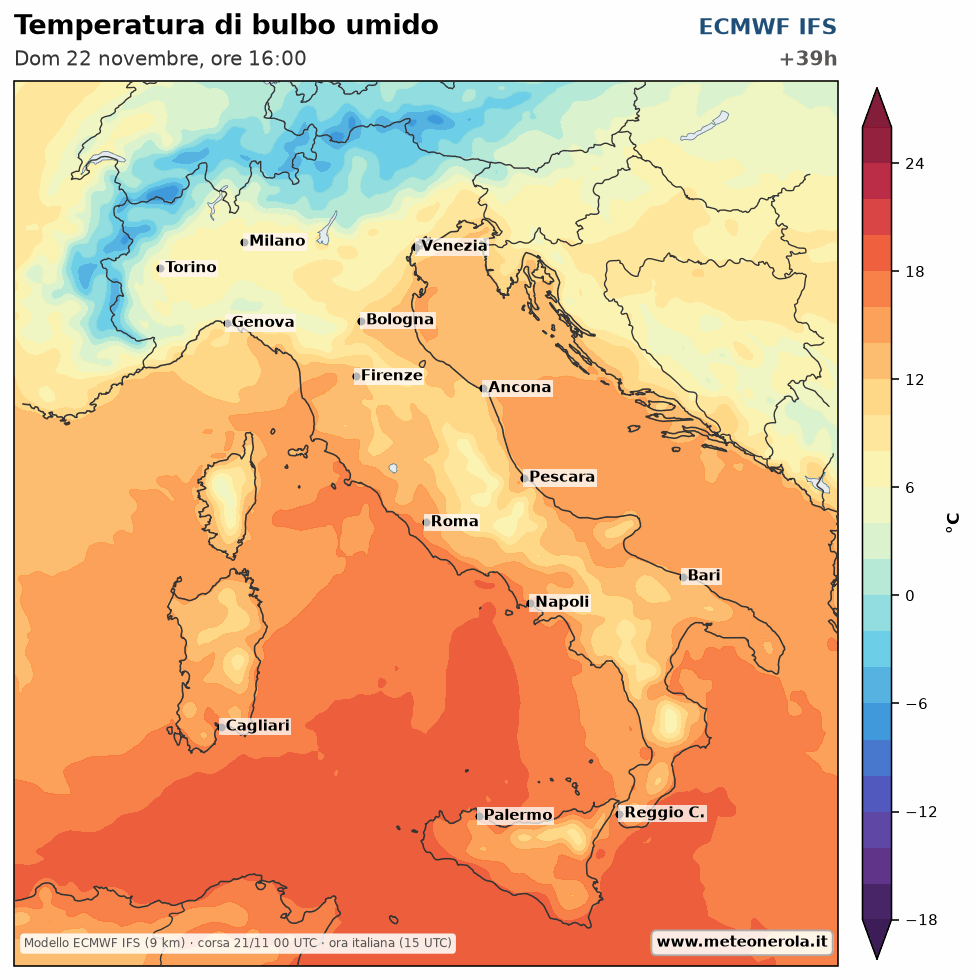 Temperatura di bulbo umido
ECMWF IFS
Dom 22 novembre, ore 16:00
+39h
Milano
Venezia
Torino
Genova
Bologna
Firenze
Ancona
Pescara
Roma
Bari
Napoli
Cagliari
Palermo
Reggio C.
24
18
12
6
0
−6
−12
−18
°C
Modello ECMWF IFS (9 km) · corsa 21/11 00 UTC · ora italiana (15 UTC)
www.meteonerola.it